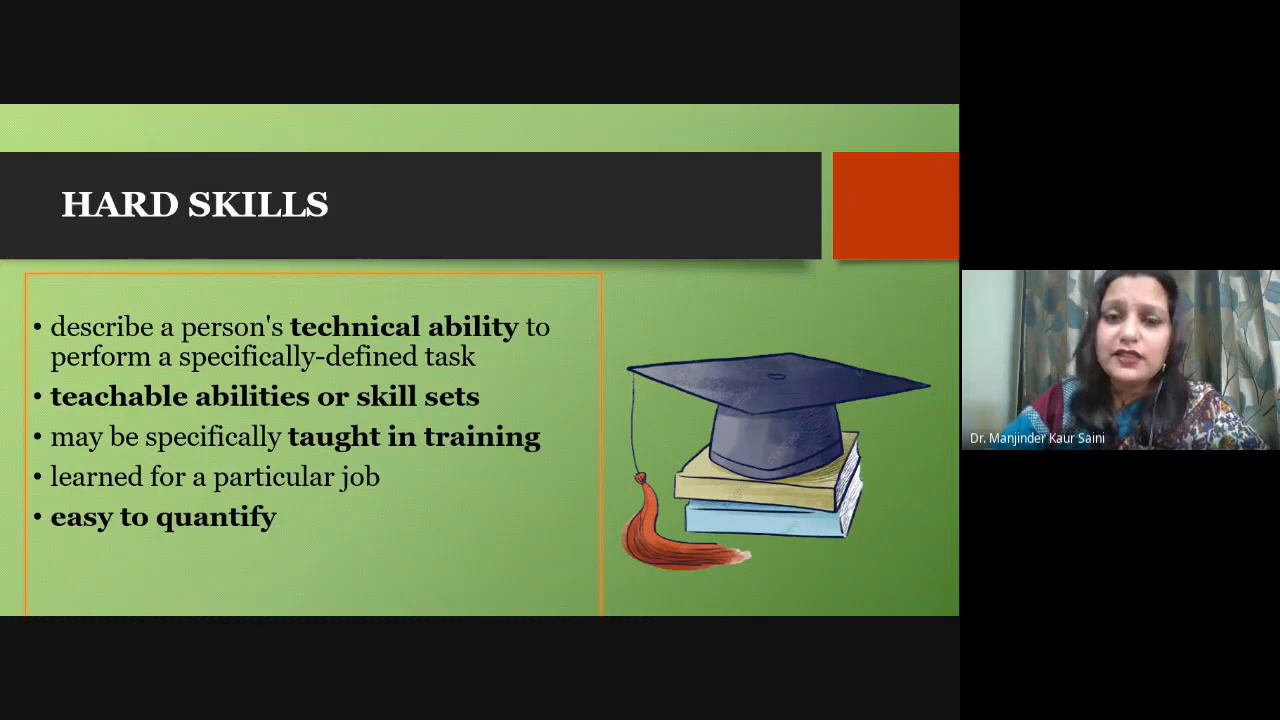 HARD SKILLS
• describe a person's technical ability to
perform a specifically-defined task
• teachable abilities or skill sets
• may be specifically taught in training
• learned for a particular job
• easy to quantify
Dr. Manjinder Kaur Saini